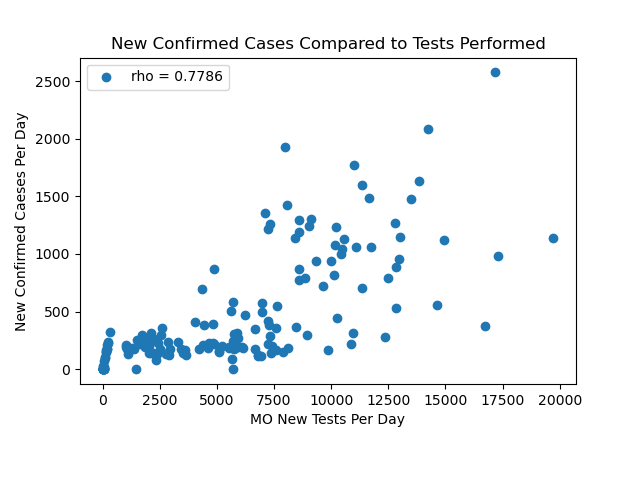 New Confirmed Cases Compared to Tests Performed
rho = 0.7786
New Confirmed Caeses Per Day
2500
2000
1500
1000
500
0
0 2500 5000 7500 10000 12500 15000 17500 20000
MO New Tests Per Day